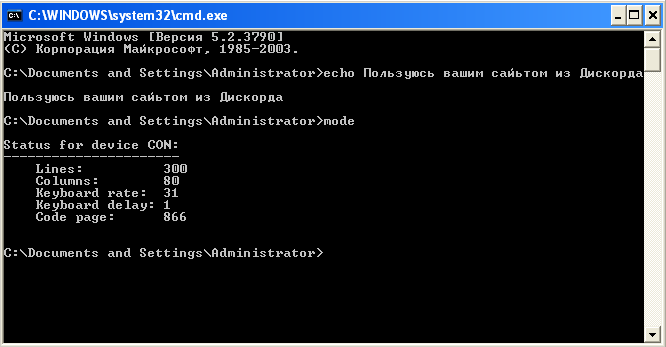 C:\WINDOWS\system32\cmd.exe
Microsoft Windows [Версия 5.2.3790]
(C) Корпорация Майкрософт, 1985-2003.
C:\Documents and Settings\Administrator>echo Пользуюсь вашим сайьтом из Дискорда
Пользуюсь вашим сайьтом из Дискорда
C:\Documents and Settings\Administrator>mode
Status for device CON:
----------------------
Lines: 300
Columns: 80
Keyboard rate: 31
Keyboard delay: 1
Code page: 866
C:\Documents and Settings\Administrator>